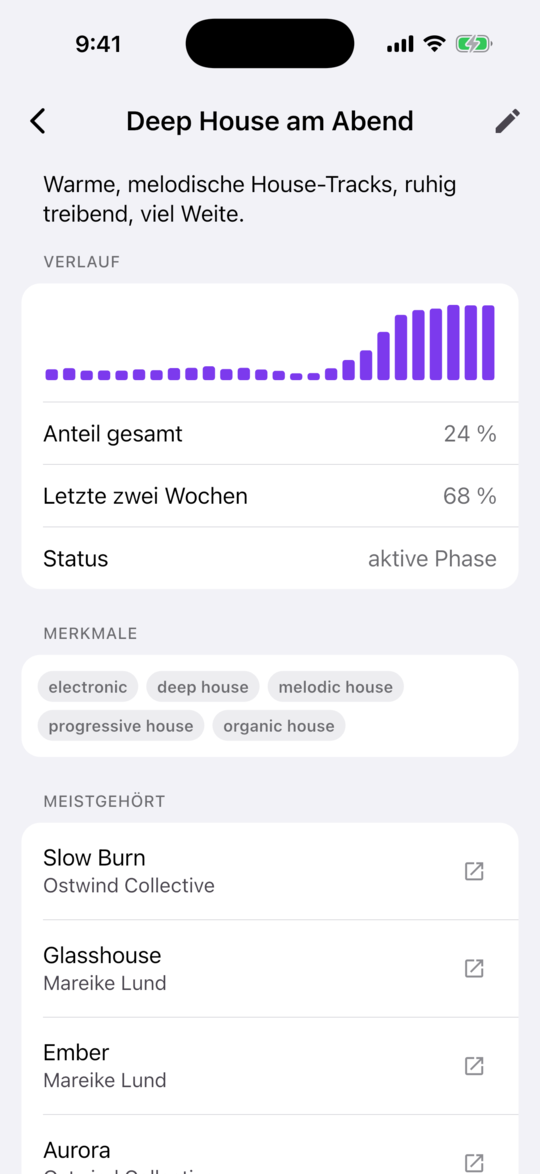 9:41
Deep House am Abend
Warme, melodische House-Tracks, ruhig
treibend, viel Weite.
VERLAUF
Anteil gesamt 24 %
Letzte zwei Wochen 68 %
Status aktive Phase
MERKMALE
electronic deep house melodic house
progressive house organic house
MEISTGEHÖRT
Slow Burn
Ostwind Collective
Glasshouse
Mareike Lund
Ember
Mareike Lund
Aurora